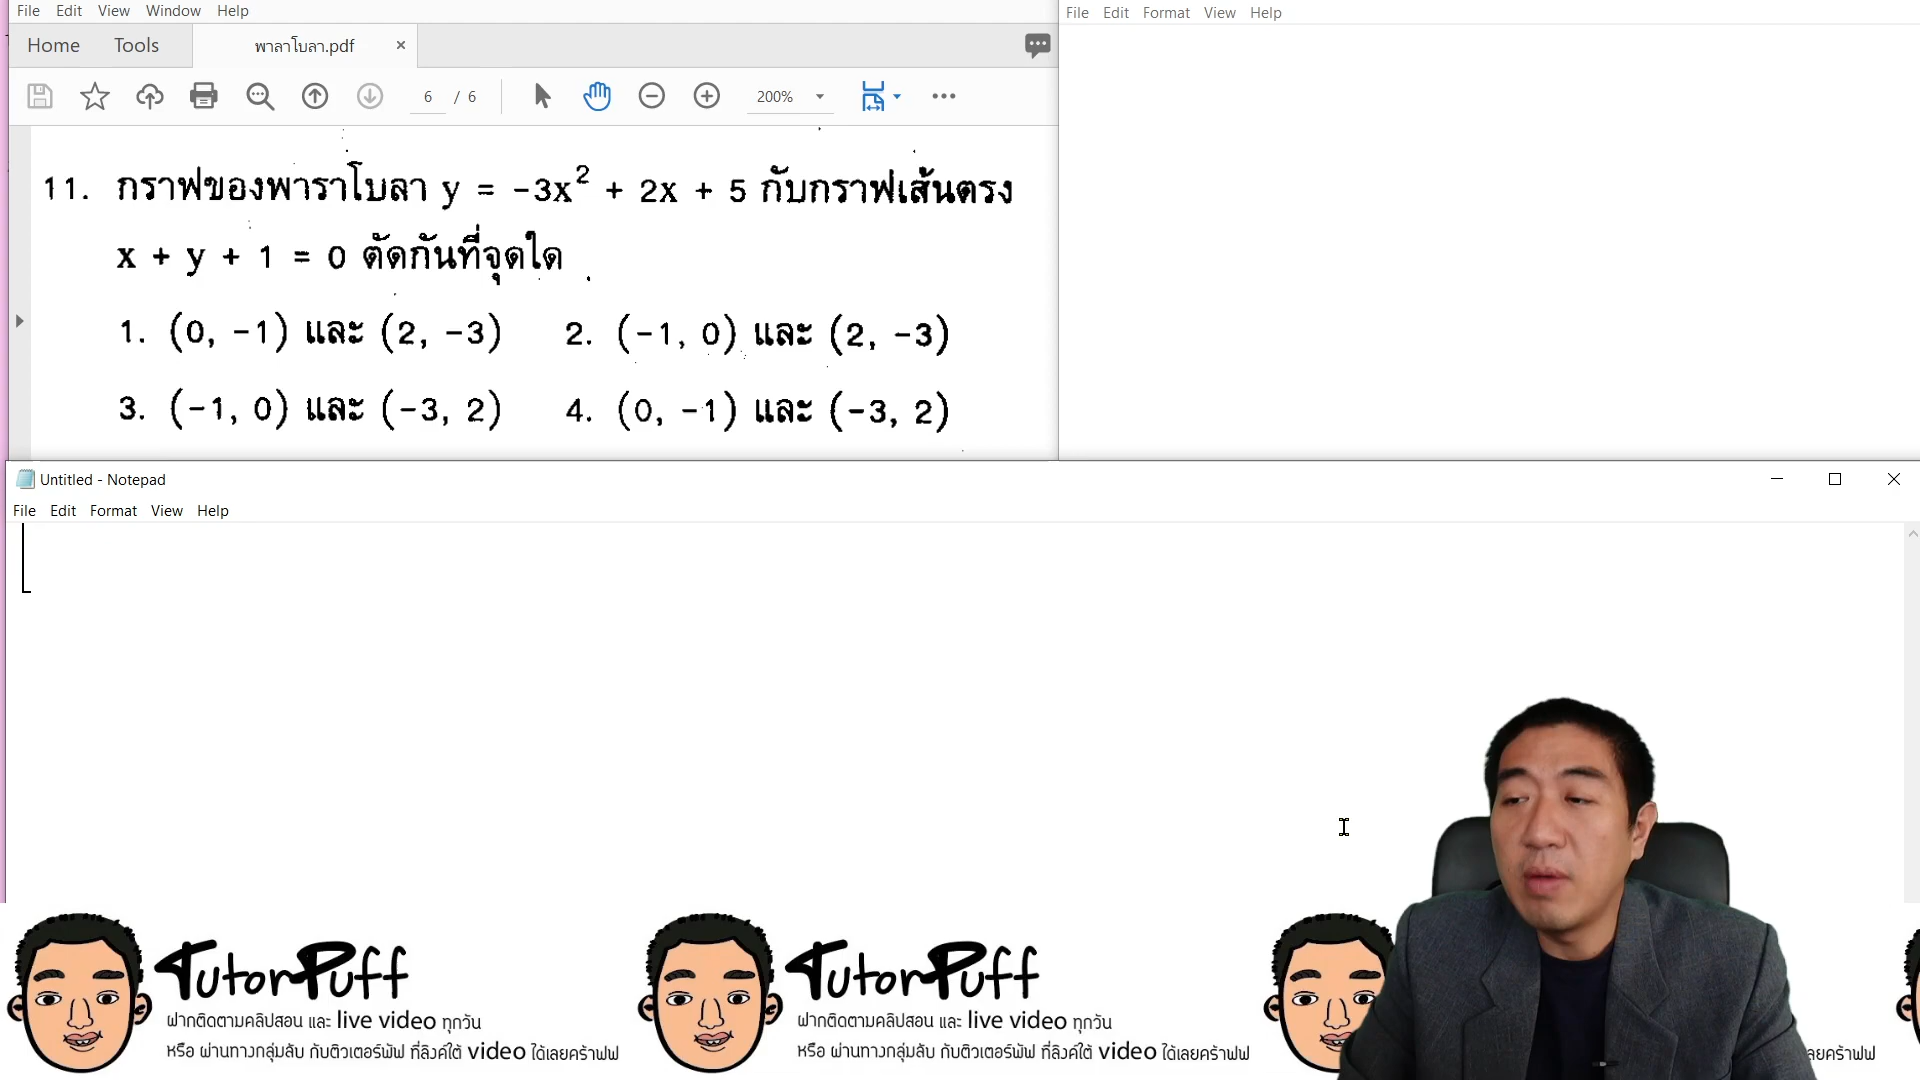 File Edit View Window Help
File Edit Format View Help
Home Tools พาลาโบลา.pdf ×
6 / 6 200%
11. กราฟของพาราโบลา y = -3x² + 2x + 5 กับกราฟเส้นตรง
x + y + 1 = 0 ตัดกันที่จุดใด
1. (0, -1) และ (2, -3) 2. (-1, 0) และ (2, -3)
3. (-1, 0) และ (-3, 2) 4. (0, -1) และ (-3, 2)
Untitled - Notepad
File Edit Format View Help
TutorPuff TutorPuff
ฝากติดตามคลิปสอน และ live video ทุกวัน ฝากติดตามคลิปสอน และ live video ทุกวัน
หรือ ผ่านทางกลุ่มลับ กับติวเตอร์พัฟ ที่ลิงค์ใต้ video ได้เลยคร้าฟฟ หรือ ผ่านทางกลุ่มลับ กับติวเตอร์พัฟ ที่ลิงค์ใต้ video ได้เลยคร้าฟฟ ลยคร้าฟฟ